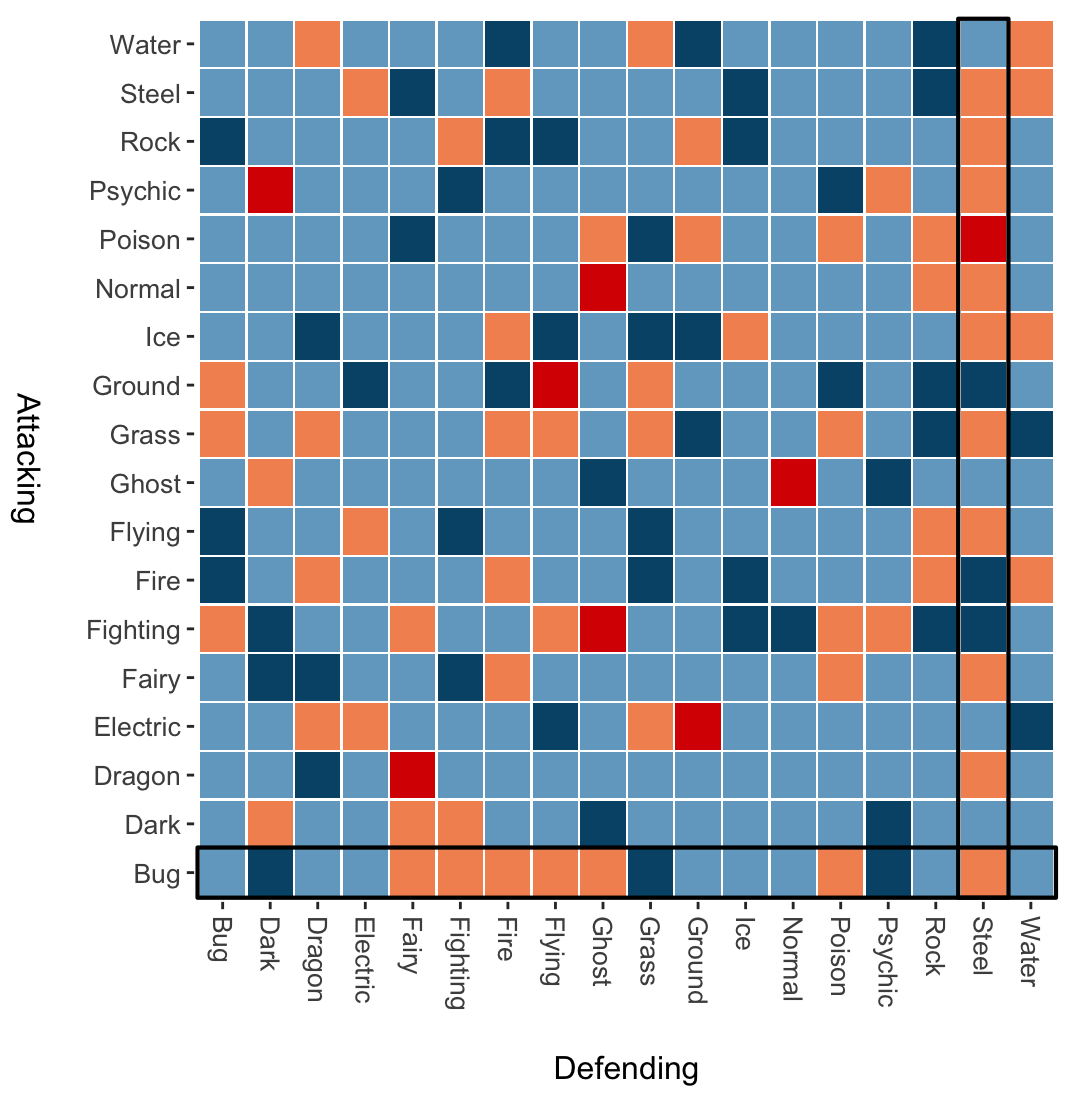 Water
Steel
Rock
Psychic
Poison
Normal
Ice
Ground
Grass
Ghost
Flying
Fire
Fighting
Fairy
Electric
Dragon
Dark
Bug
Attacking
Bug
Dark
Dragon
Electric
Fairy
Fighting
Fire
Flying
Ghost
Grass
Ground
Ice
Normal
Poison
Psychic
Rock
Steel
Water
Defending